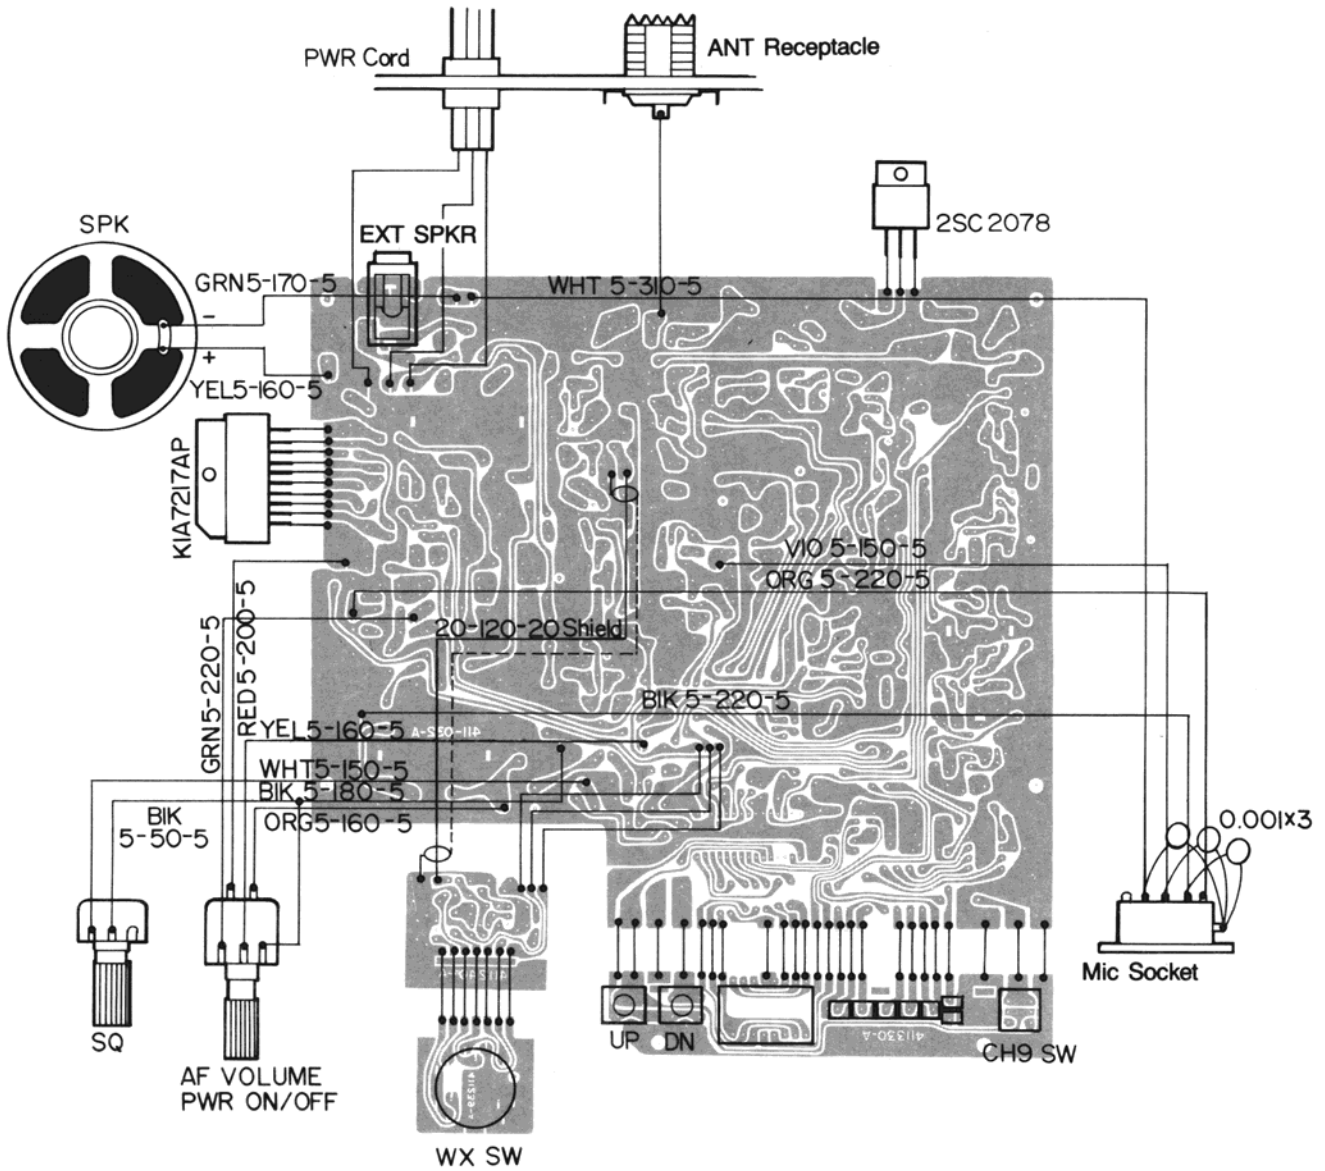 PWR Cord
ANT Receptacle
SPK
EXT SPKR
2SC2078
GRN5-170-5
WHT 5-310-5
-
+
YEL5-160-5
KIA7217AP
VIO 5-150-5
ORG 5-220-5
GRN5-220-5
RED5-200-5
20-120-20 Shield
BIK 5-220-5
YEL5-160-5
WHT5-150-5
BIK 5-180-5
ORG5-160-5
BIK
5-50-5
0.001×3
Mic Socket
SQ
AF VOLUME
PWR ON/OFF
UP
DN
411330-A
CH9 SW
WX SW